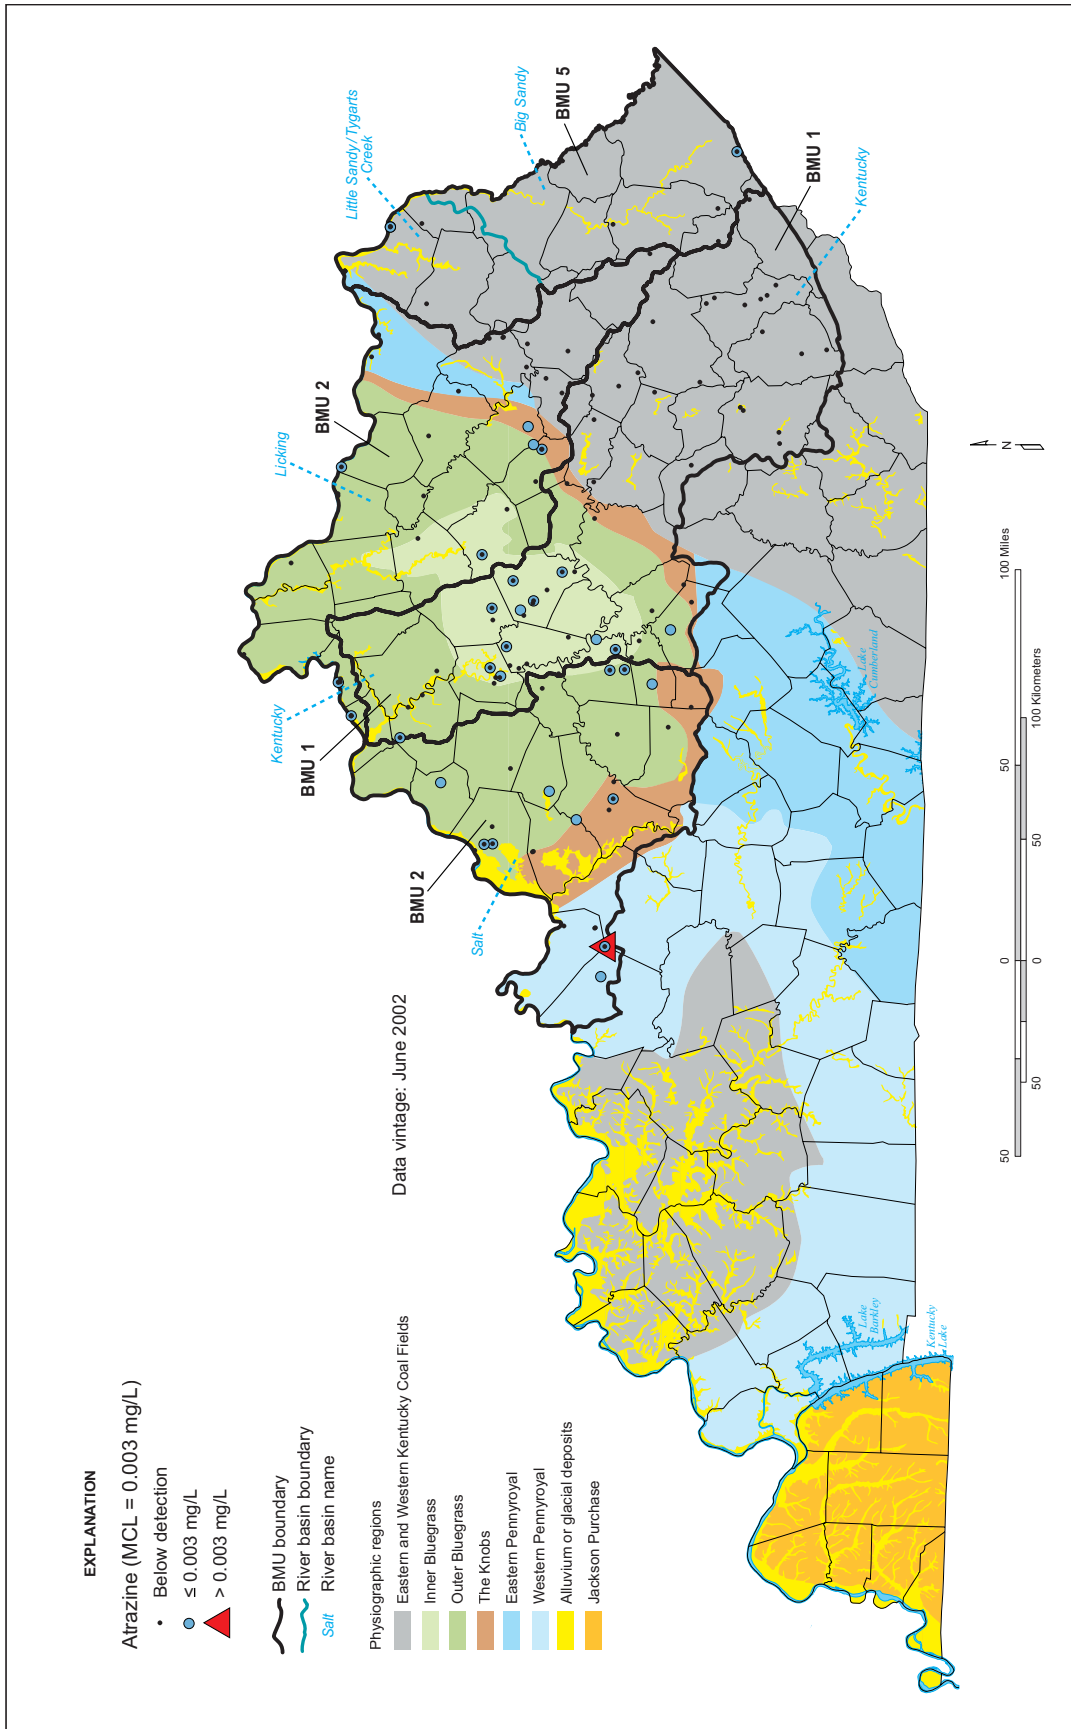 EXPLANATION
Atrazine (MCL = 0.003 mg/L)
Below detection
≤ 0.003 mg/L
> 0.003 mg/L
BMU boundary
River basin boundary
Salt River basin name
Physiographic regions
Eastern and Western Kentucky Coal Fields
Inner Bluegrass
Outer Bluegrass
The Knobs
Eastern Pennyroyal
Western Pennyroyal
Alluvium or glacial deposits
Jackson Purchase
Data vintage: June 2002
Salt
BMU 2
BMU 1
Kentucky
Licking
BMU 2
Little Sandy/Tygarts
Creek
Big Sandy
BMU 5
BMU 1
Kentucky
Lake
Cumberland
Lake
Barkley
Kentucky
Lake
N
50 0 50 100 Miles
50 0 50 100 Kilometers